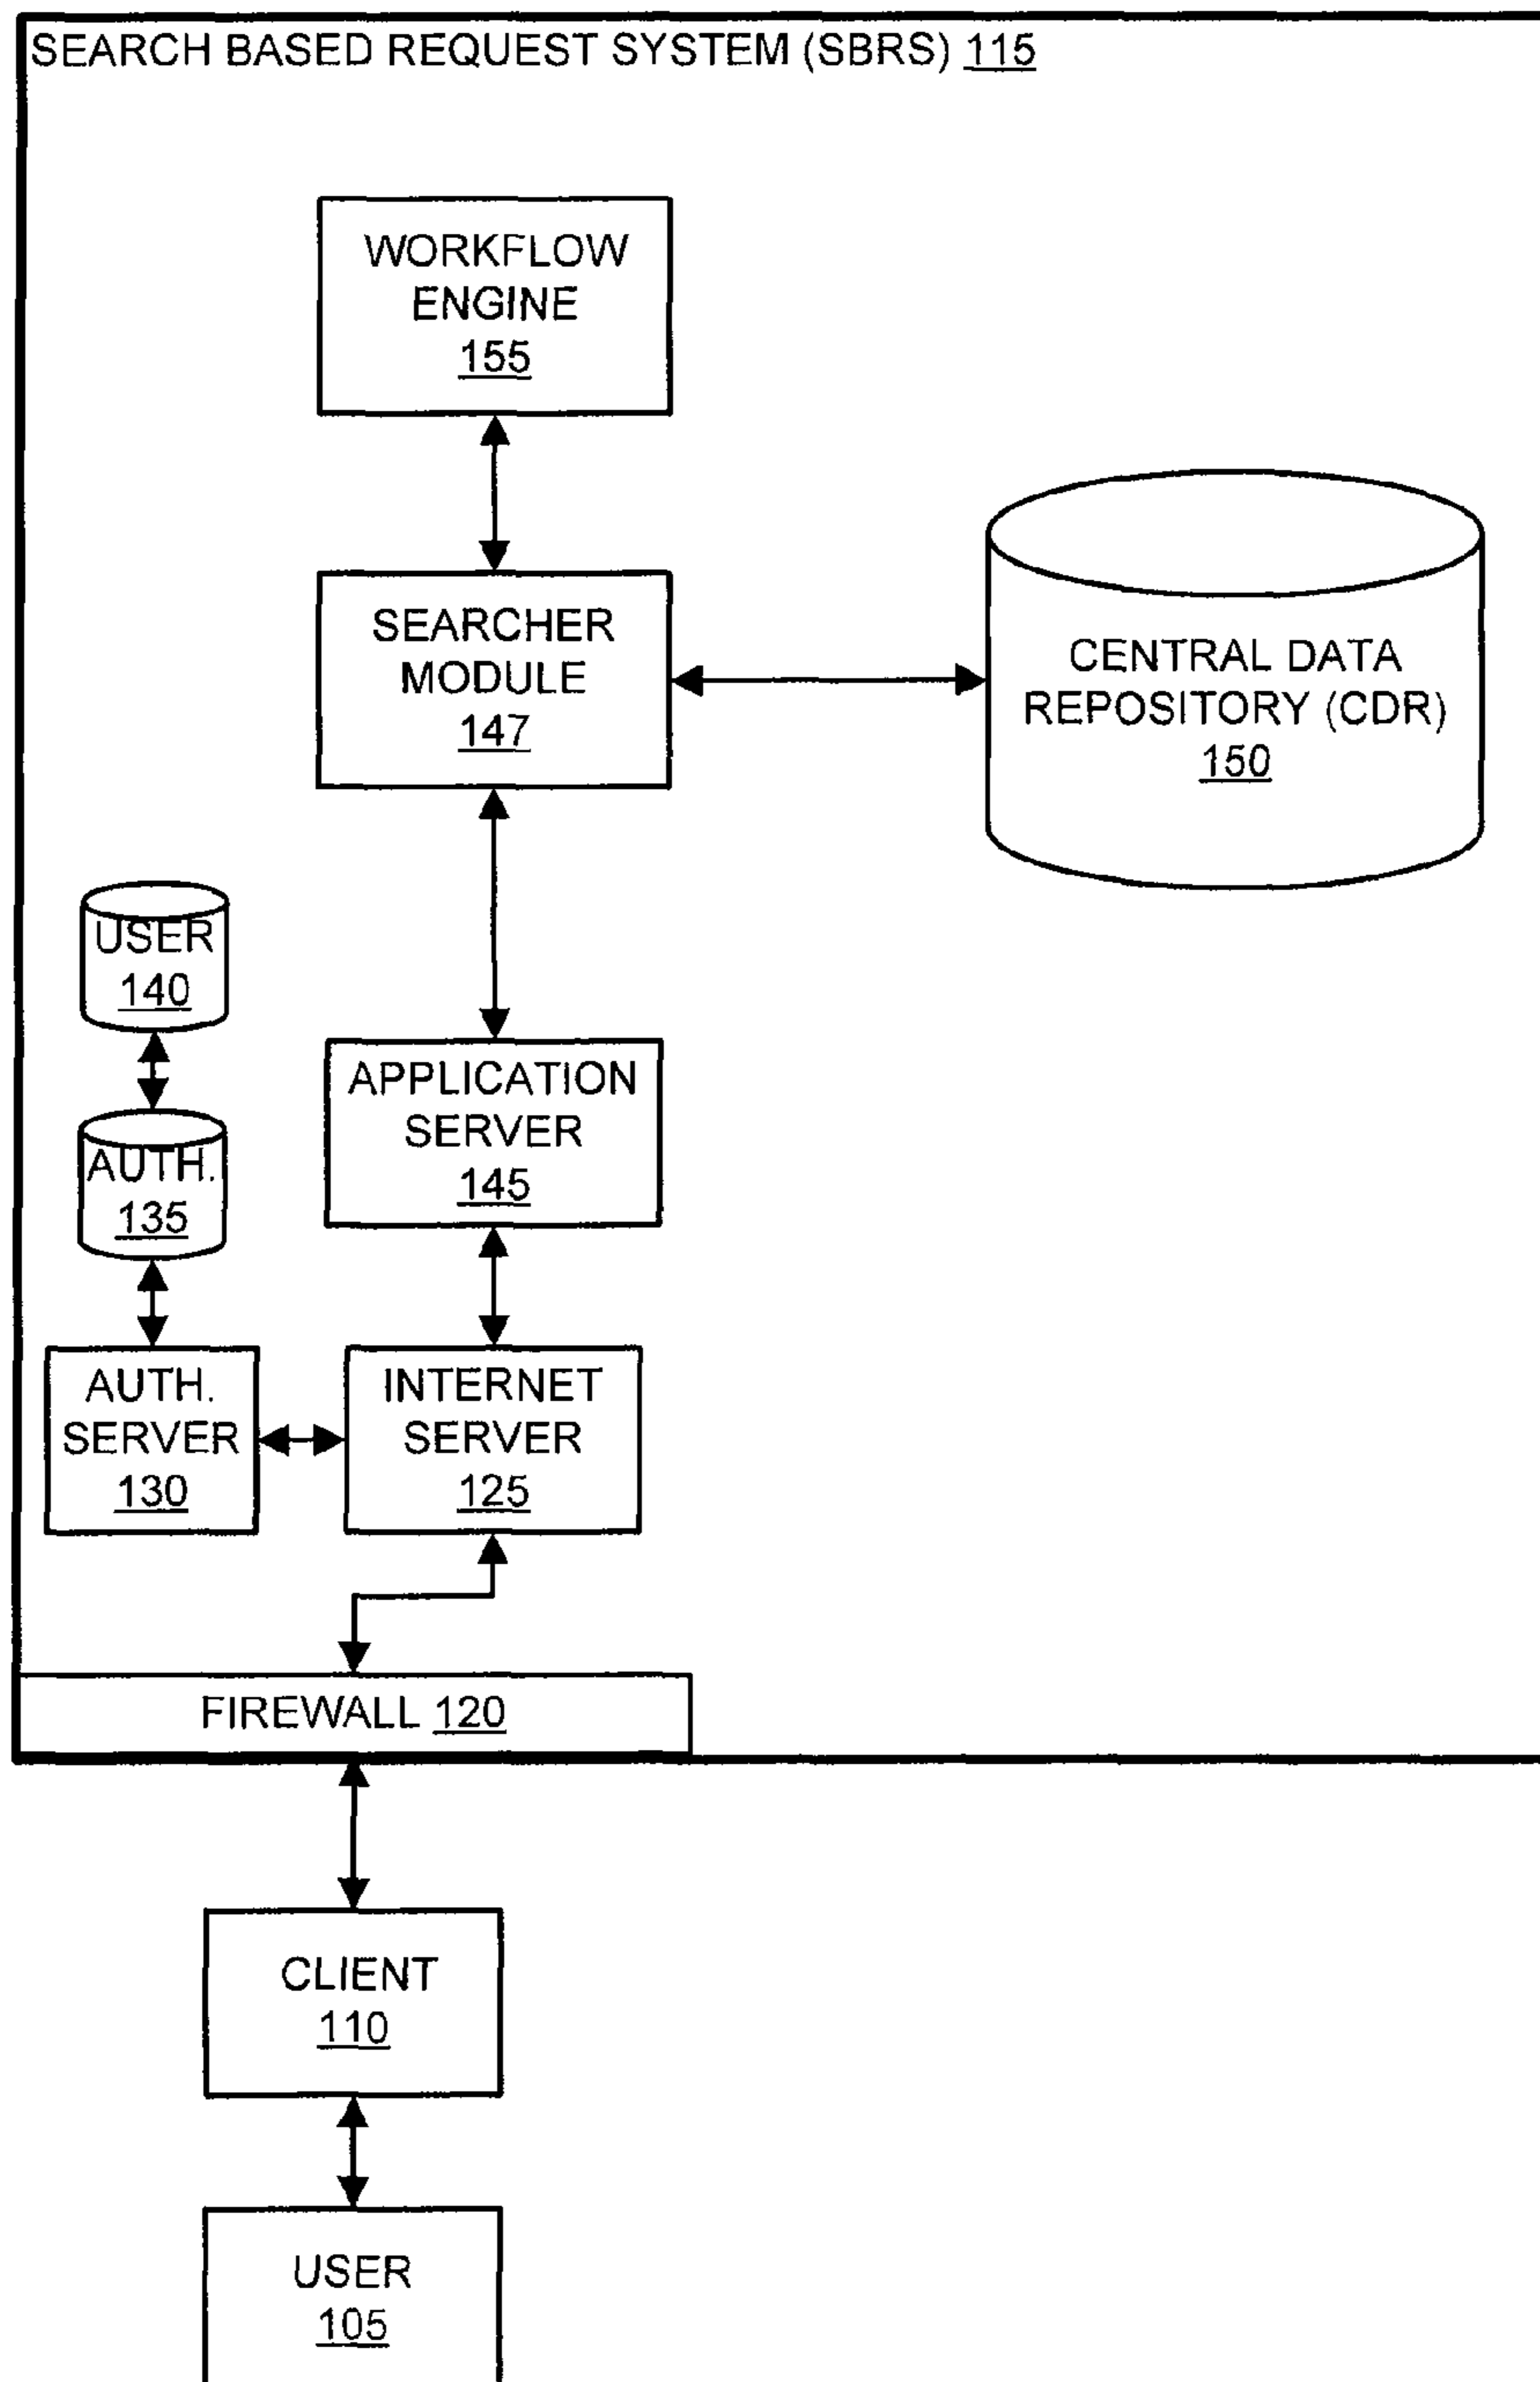 SEARCH BASED REQUEST SYSTEM (SBRS) 115
WORKFLOW
ENGINE
155
SEARCHER
MODULE
147
CENTRAL DATA
REPOSITORY (CDR)
150
USER
140
AUTH.
135
APPLICATION
SERVER
145
AUTH.
SERVER
130
INTERNET
SERVER
125
FIREWALL 120
CLIENT
110
USER
105